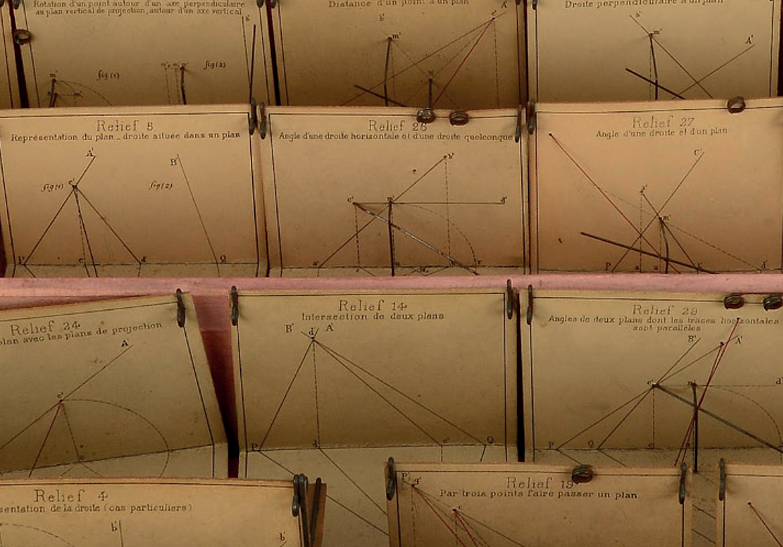 Rotation d'un point autour d'un axe perpendiculaire
au plan vertical de projection, autour d'un axe vertical
fig(1)
fig(2)
Distance d'un point à un plan
Droite perpendiculaire à un plan
A'
Relief 5
Représentation du plan _ droite située dans un plan
A'
B'
fig(1)
fig(2)
P
Q
Relief 26
Angle d'une droite horizontale et d'une droite quelconque
Relief 27
Angle d'une droite et d'un plan
C'
P
Relief 24
plan avec les plans de projection
A
Relief 14
Intersection de deux plans
B'
d
A'
P
Q
Relief 29
Angles de deux plans dont les traces horizontales
sont parallèles
B'
A'
P
Q
Relief 4
sentation de la droite (cas particuliers)
b'
Relief 19
Par trois points faire passer un plan